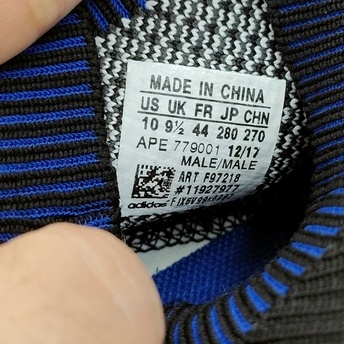 MADE IN CHINA
US UK FR JP CHN
10 9½ 44 280 270
APE 779001 12/17
MALE/MALE
ART F97218
#11927977
adidas